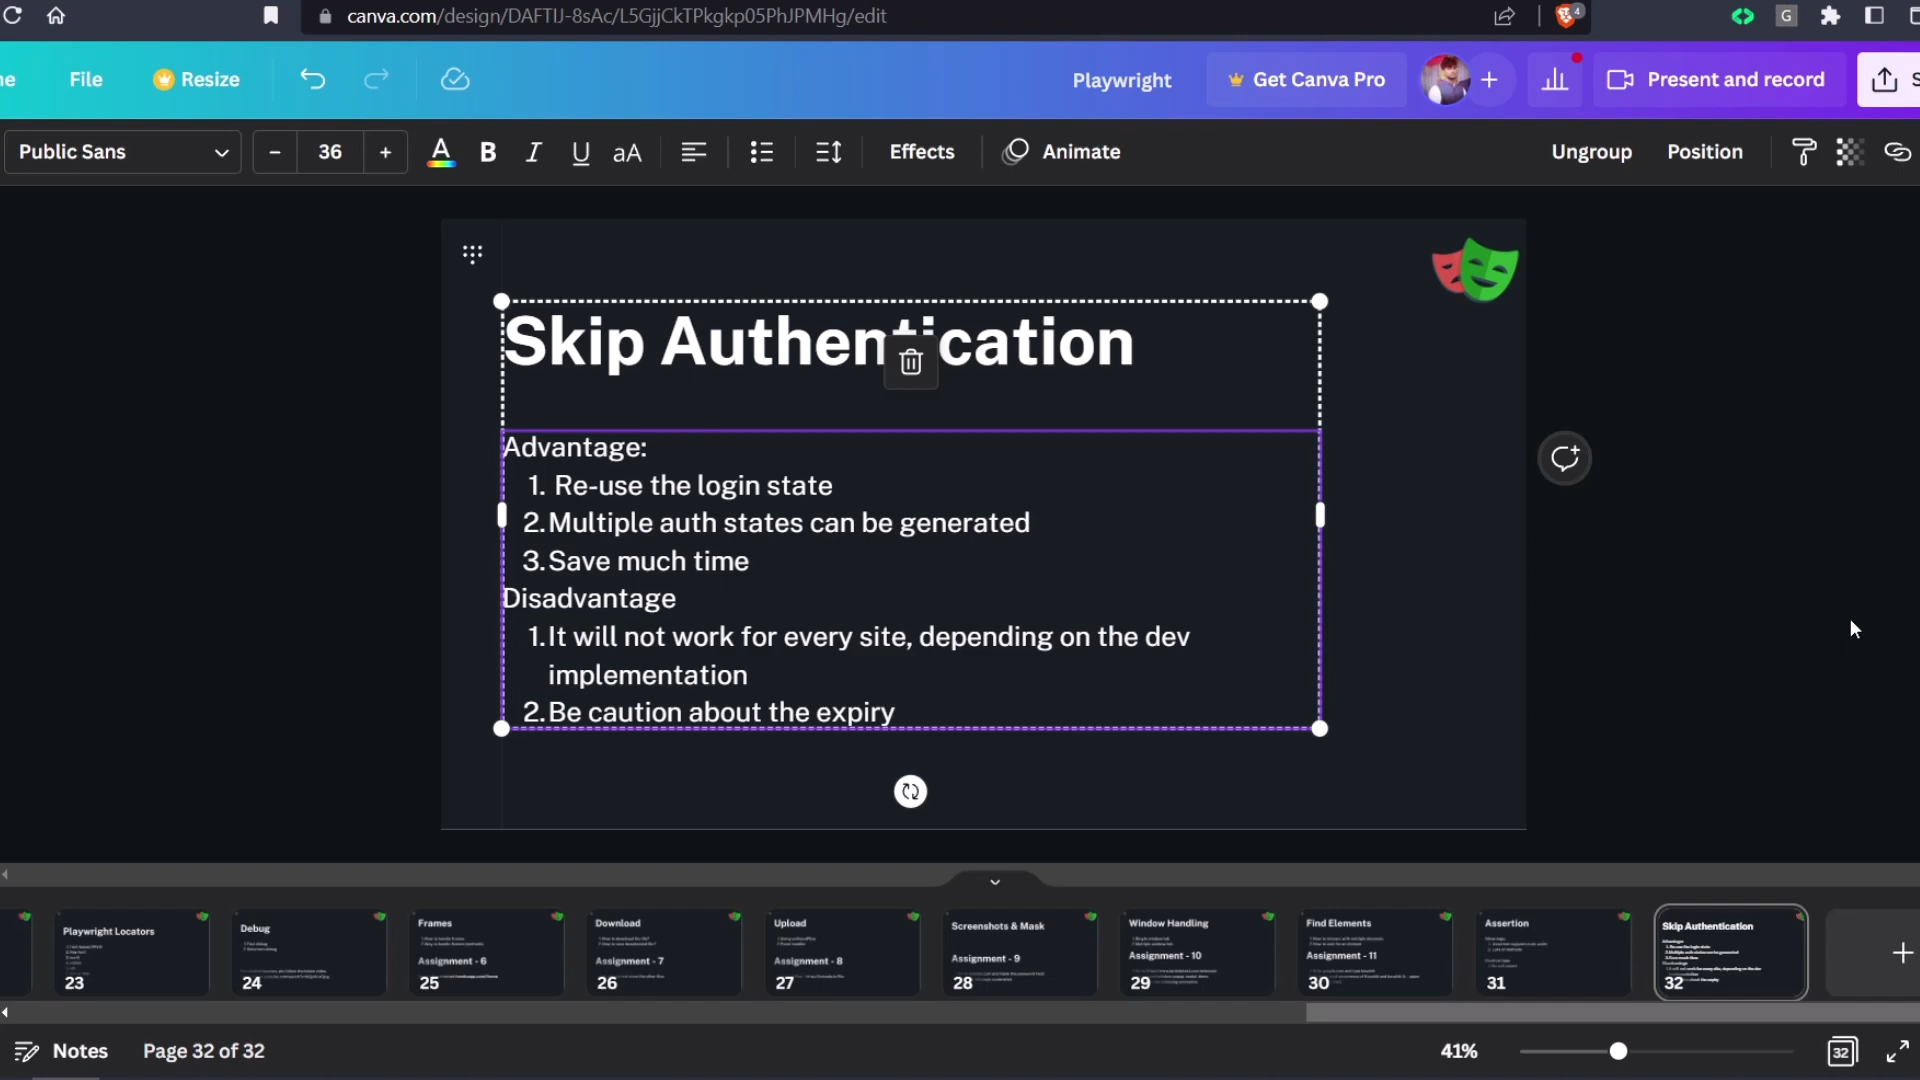 canva.com/design/DAFTIJ-8sAc/L5GjjCkTPkgkp05PhJPMHg/edit
4
G
File
Resize
Playwright
Get Canva Pro
Present and record
Public Sans
36
A
B
I
U
aA
Effects
Animate
Ungroup
Position
Skip Authentication
Advantage:
1. Re-use the login state
2. Multiple auth states can be generated
3. Save much time
Disadvantage
1. It will not work for every site, depending on the dev
implementation
2. Be caution about the expiry
Playwright Locators
23
Debug
24
Frames
Assignment - 6
25
Download
Assignment - 7
26
Upload
Assignment - 8
27
Screenshots & Mask
Assignment - 9
28
Window Handling
Assignment - 10
29
Find Elements
Assignment - 11
30
Assertion
31
Skip Authentication
32
Notes
Page 32 of 32
41%
32